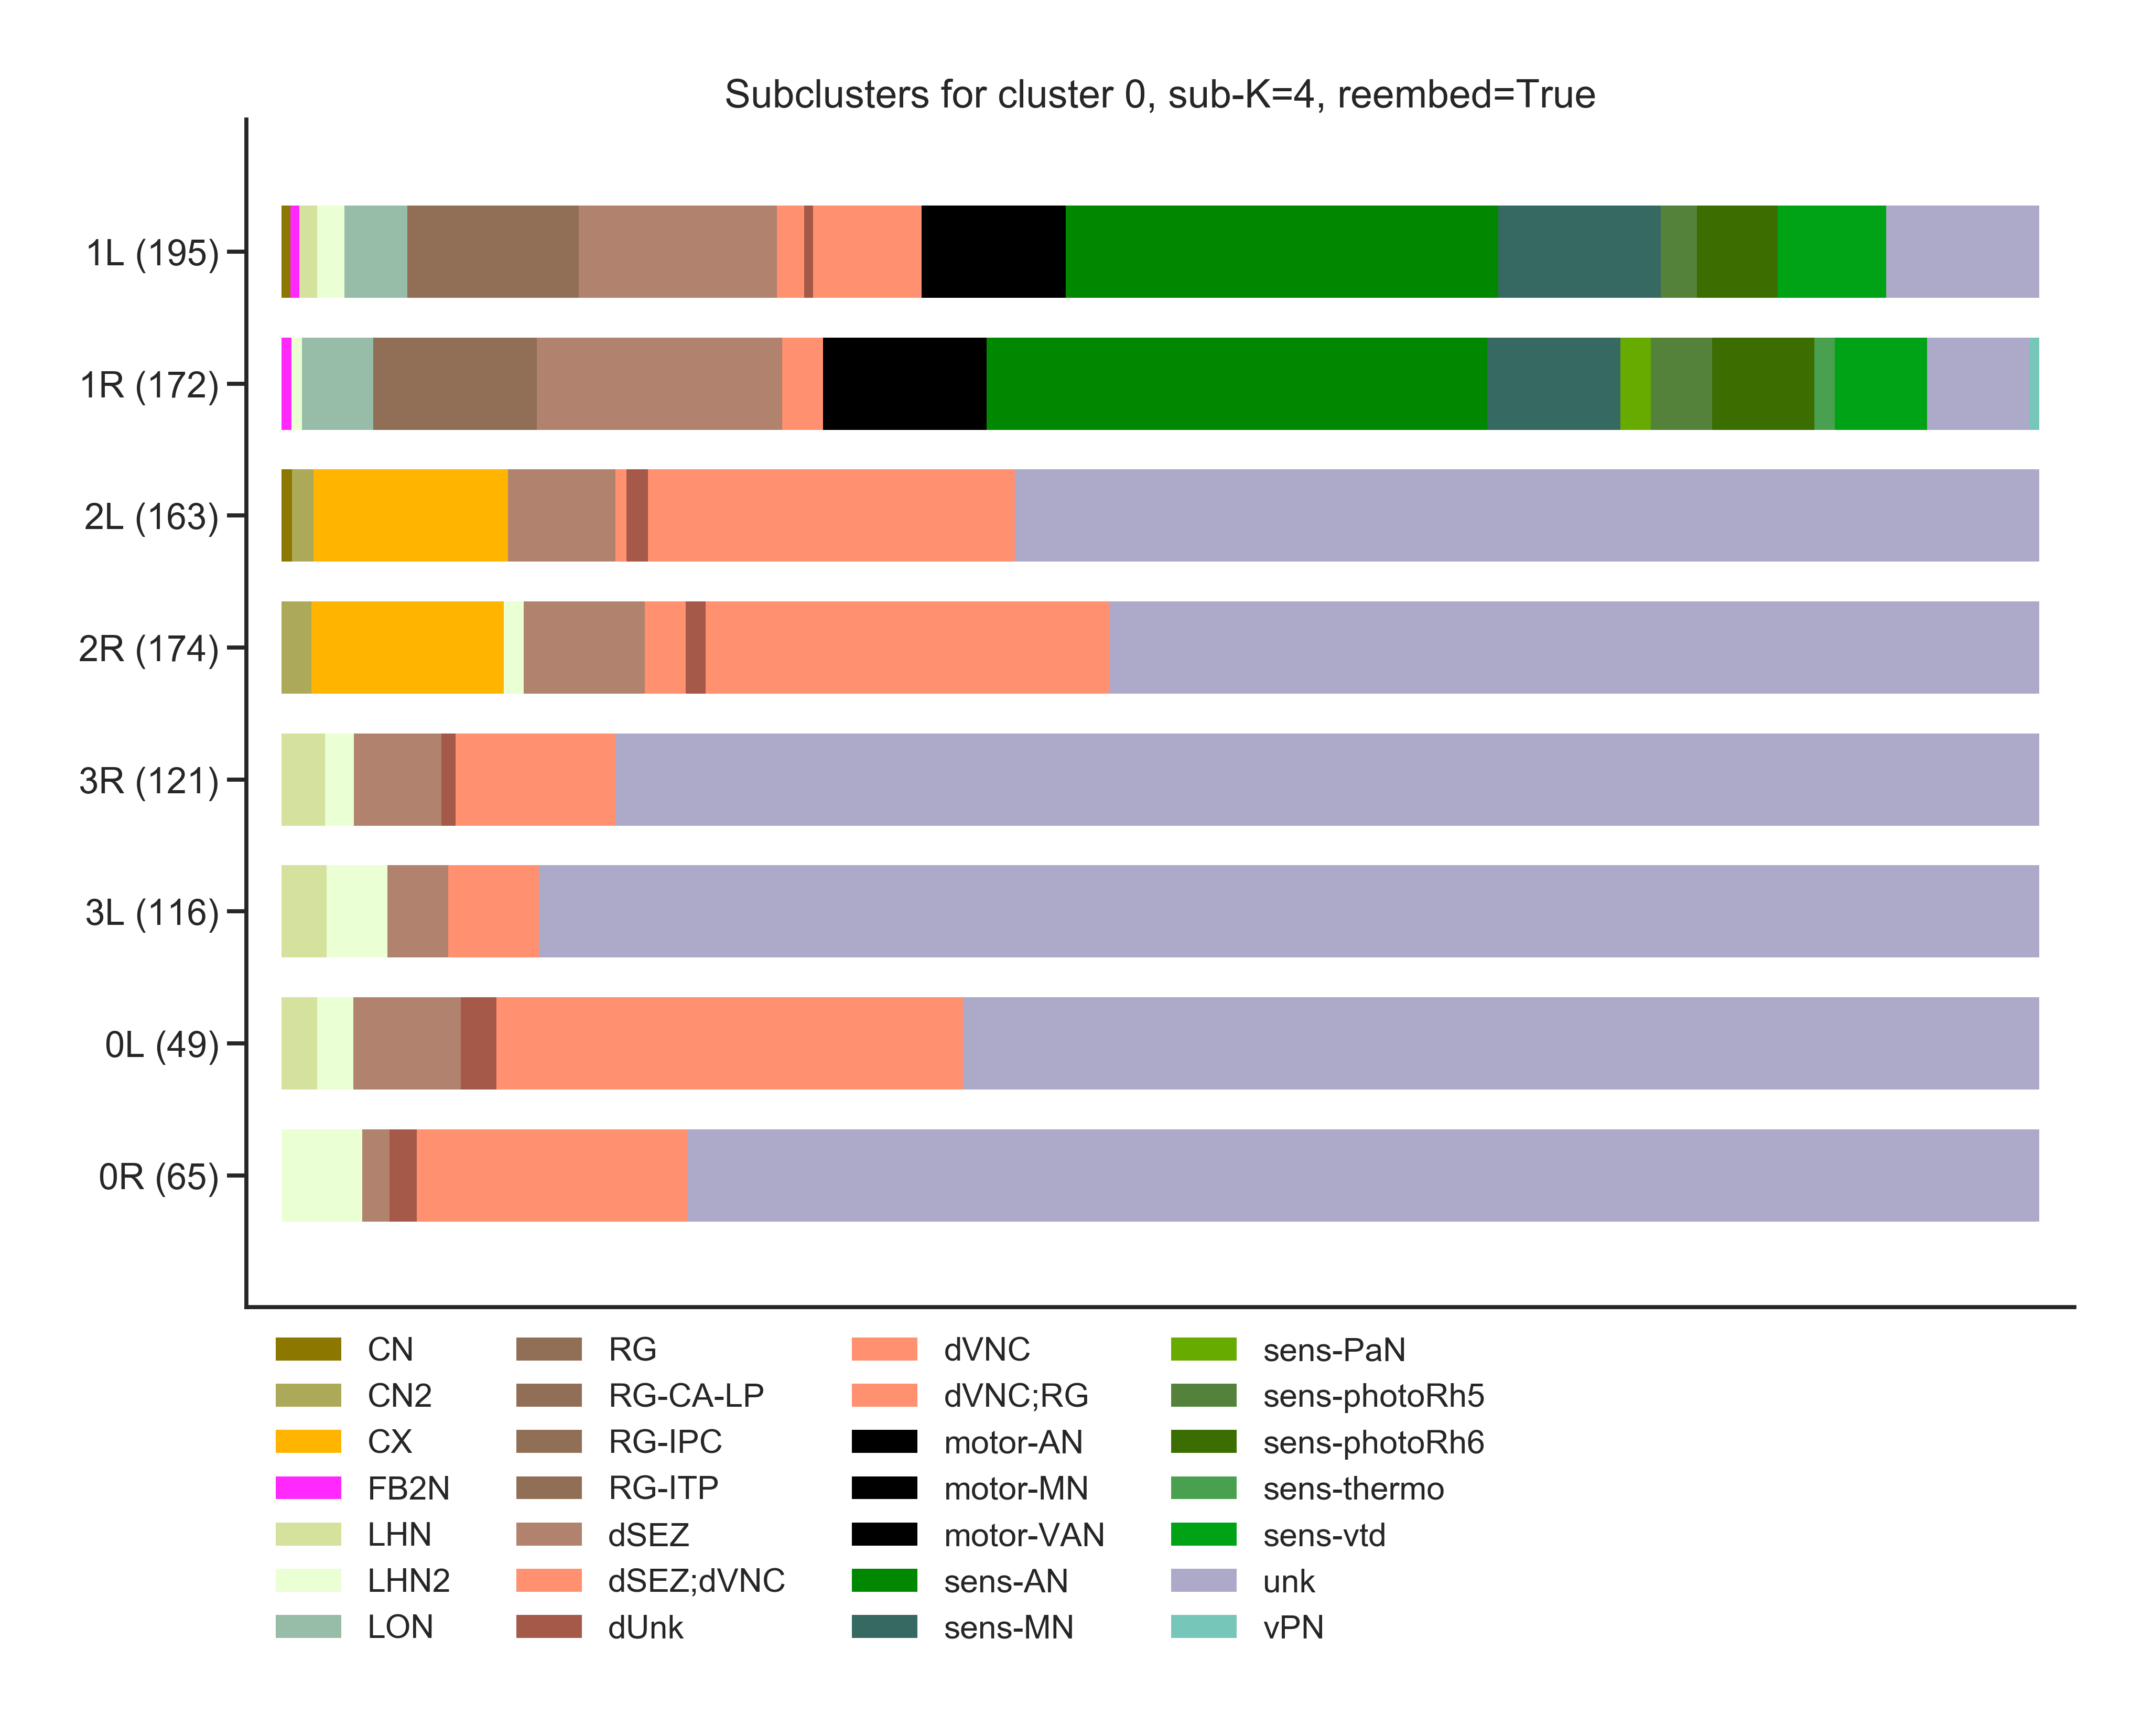 Subclusters for cluster 0, sub-K=4, reembed=True
1L (195)
1R (172)
2L (163)
2R (174)
3R (121)
3L (116)
0L (49)
0R (65)
CN
CN2
CX
FB2N
LHN
LHN2
LON
RG
RG-CA-LP
RG-IPC
RG-ITP
dSEZ
dSEZ;dVNC
dUnk
dVNC
dVNC;RG
motor-AN
motor-MN
motor-VAN
sens-AN
sens-MN
sens-PaN
sens-photoRh5
sens-photoRh6
sens-thermo
sens-vtd
unk
vPN